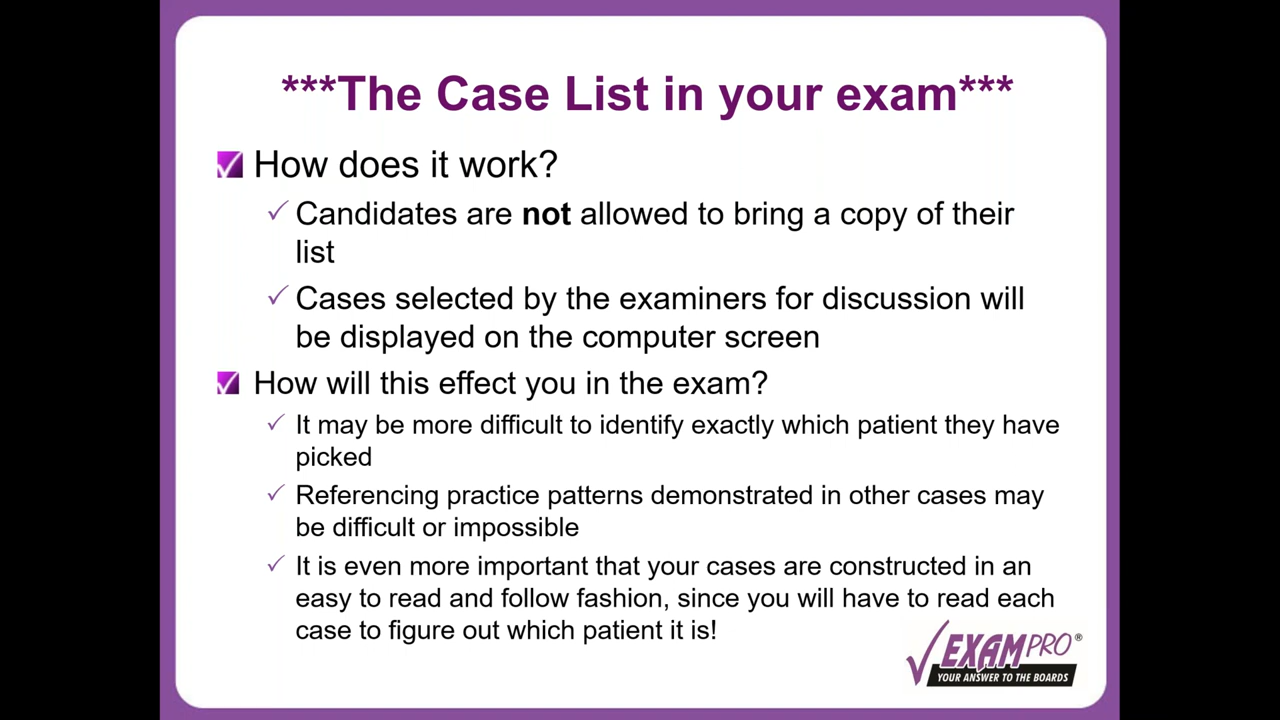 ***The Case List in your exam***
How does it work?
Candidates are not allowed to bring a copy of their
list
Cases selected by the examiners for discussion will
be displayed on the computer screen
How will this effect you in the exam?
It may be more difficult to identify exactly which patient they have
picked
Referencing practice patterns demonstrated in other cases may
be difficult or impossible
It is even more important that your cases are constructed in an
easy to read and follow fashion, since you will have to read each
case to figure out which patient it is!
EXAMPRO®
YOUR ANSWER TO THE BOARDS